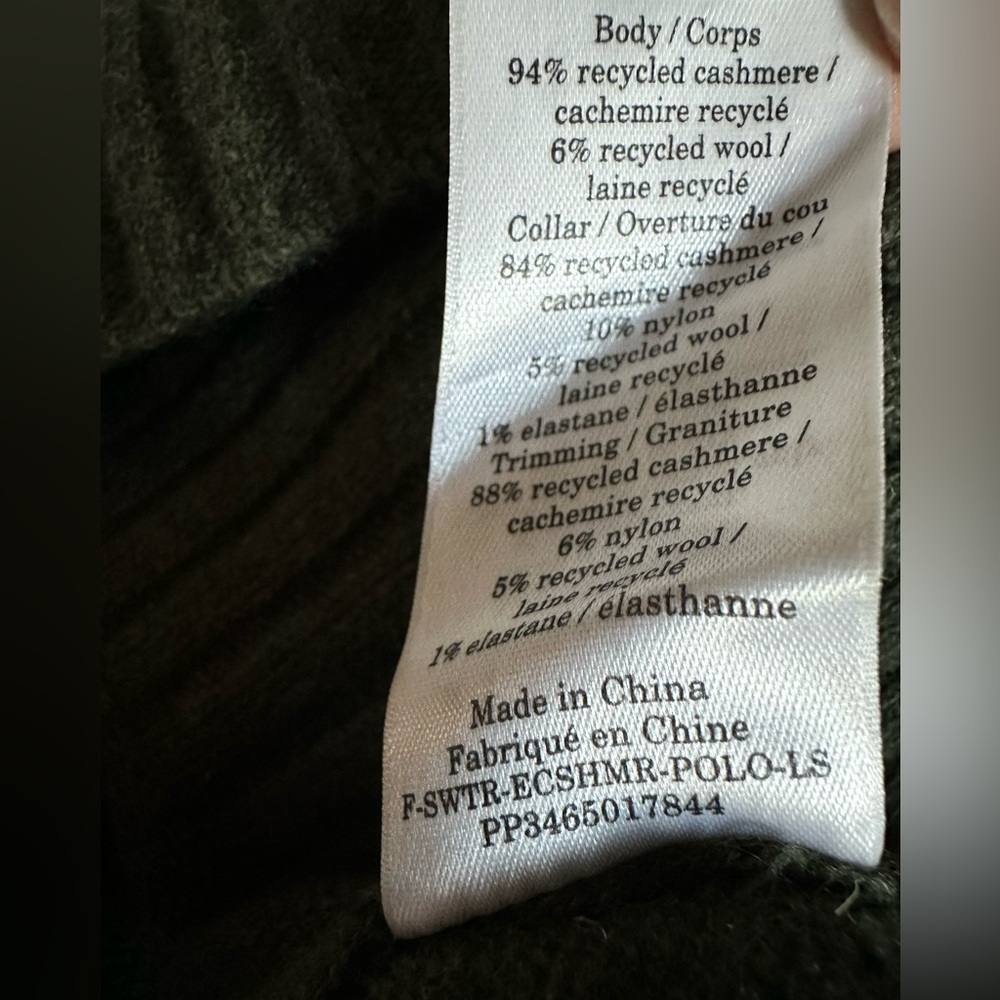 Body / Corps
94% recycled cashmere /
cachemire recyclé
6% recycled wool /
laine recyclé
Collar / Overture du cou
84% recycled cashmere /
cachemire recyclé
10% nylon
5% recycled wool /
laine recyclé
1% elastane / élasthanne
Trimming / Graniture
88% recycled cashmere /
cachemire recyclé
6% nylon
5% recycled wool /
laine recyclé
1% elastane / élasthanne
Made in China
Fabriqué en Chine
F-SWTR-ECSHMR-POLO-LS
PP3465017844